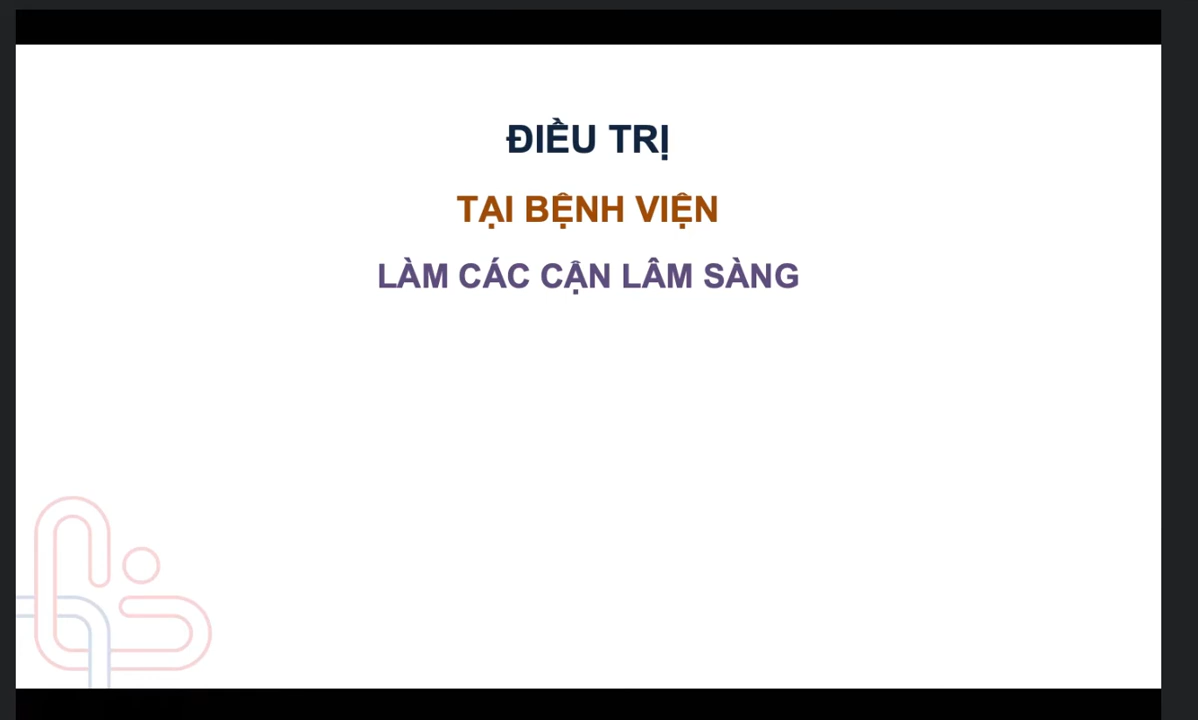 ĐIỀU TRỊ
TẠI BỆNH VIỆN
LÀM CÁC CẬN LÂM SÀNG